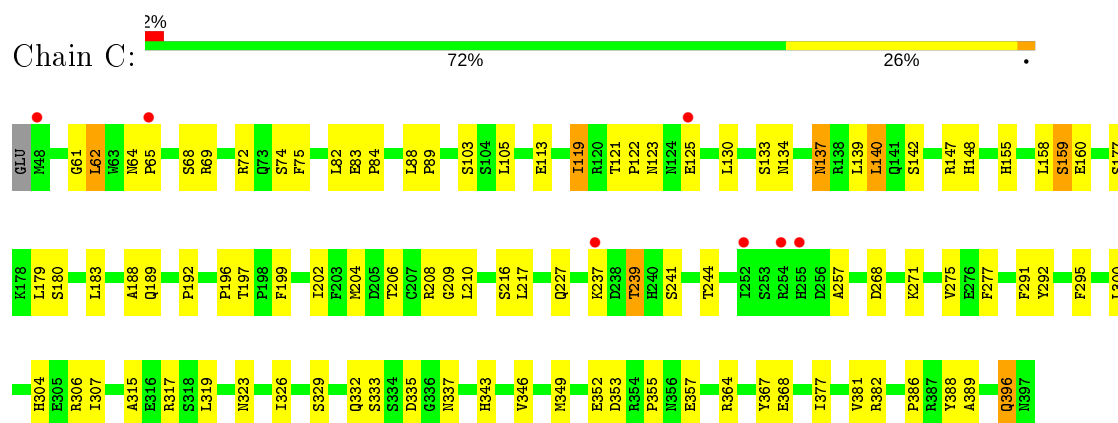 2%
Chain C:
72% 26% •
GLU M48 G61 L62 W63 N64 P65 S68 R69 R72 Q73 S74 F75 L82 E83 P84 L88 P89 S103 S104 L105 E113 I119 R120 T121 P122 N123 N124 E125 L130 S133 N134 N137 R138 L139 L140 Q141 S142 R147 H148 H155 L158 S159 E160 S177
K178 L179 S180 L183 A188 Q189 P192 P196 T197 P198 F199 I202 F203 M204 D205 T206 C207 R208 G209 L210 S216 L217 Q227 K237 D238 T239 H240 S241 T244 I252 S253 R254 H255 D256 A257 D268 K271 V275 E276 F277 F291 Y292 F295 L300
H304 E305 R306 I307 A315 E316 R317 S318 L319 N323 I326 S329 Q332 S333 S334 D335 G336 N337 H343 V346 M349 E352 D353 R354 P355 N356 E357 R364 Y367 E368 I377 V381 R382 P386 R387 Y388 A389 Q396 N397